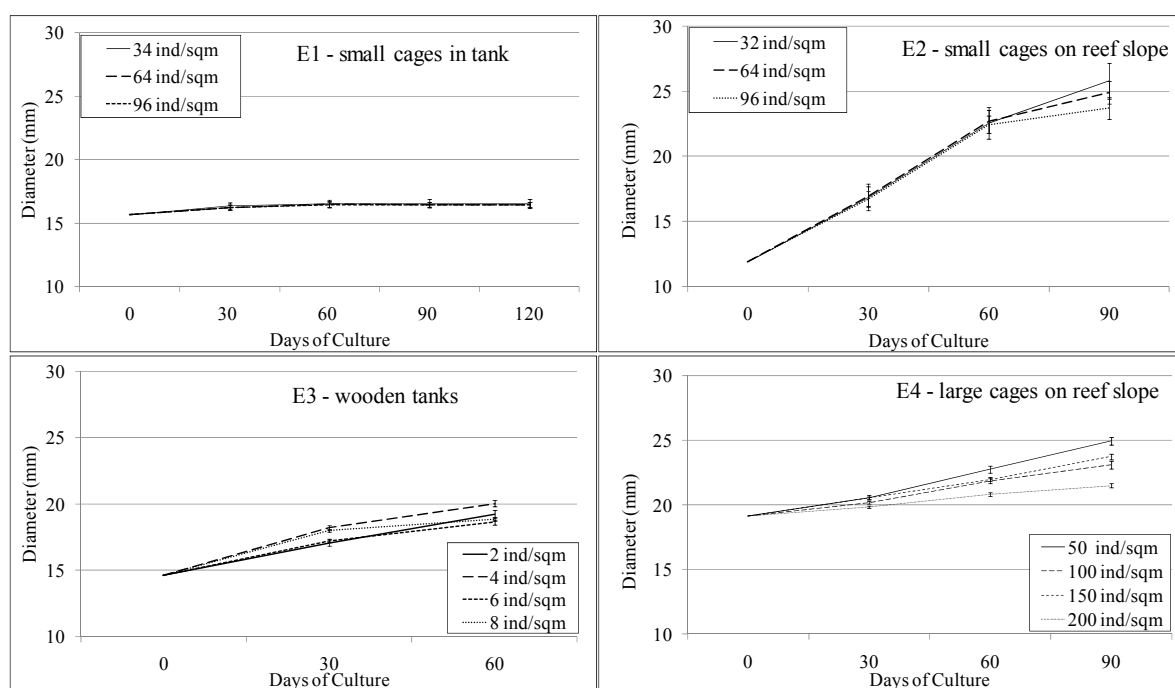 E1 - small cages in tank
34 ind/sqm
64 ind/sqm
96 ind/sqm
Diameter (mm)
30
25
20
15
10
0 30 60 90 120
Days of Culture
E2 - small cages on reef slope
32 ind/sqm
64 ind/sqm
96 ind/sqm
Diameter (mm)
30
25
20
15
10
0 30 60 90
Days of Culture
E3 - wooden tanks
Diameter (mm)
30
25
20
15
10
2 ind/sqm
4 ind/sqm
6 ind/sqm
8 ind/sqm
0 30 60
Days of Culture
E4 - large cages on reef slope
Diameter (mm)
30
25
20
15
10
50 ind/sqm
100 ind/sqm
150 ind/sqm
200 ind/sqm
0 30 60 90
Days of Culture